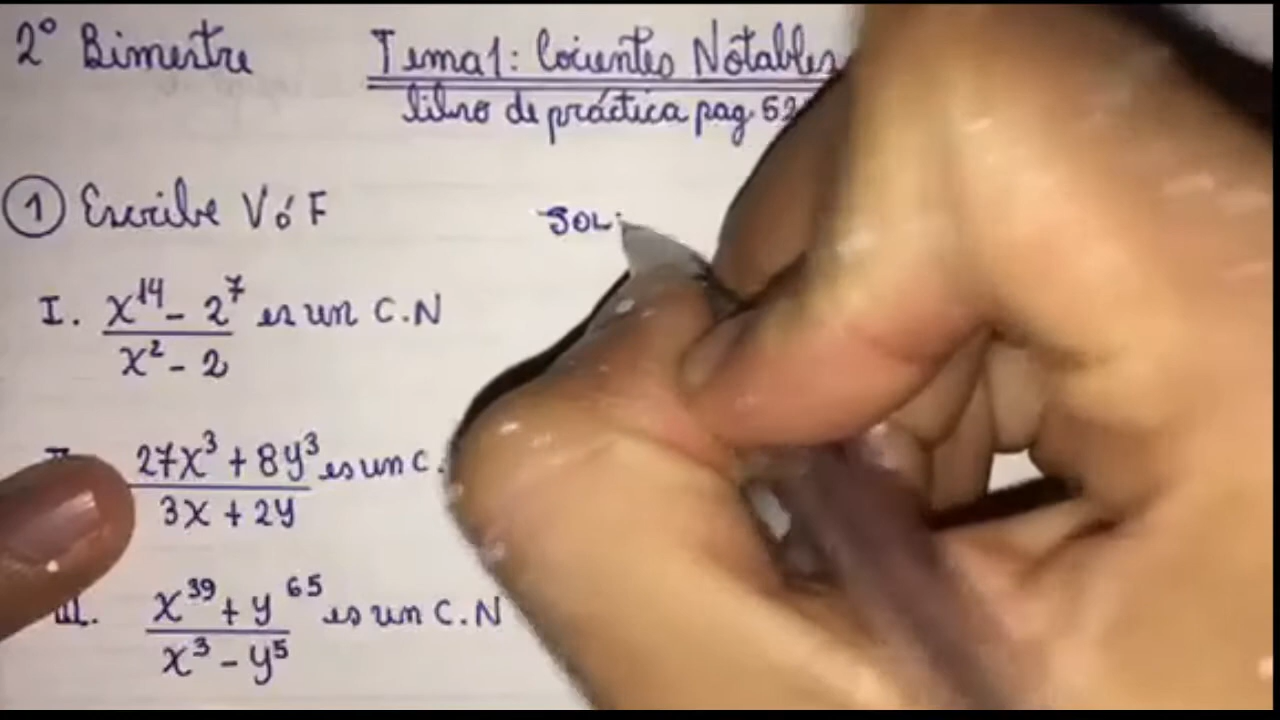 2° Bimestre
Tema 1: Cocientes Notables
libro de práctica pag. 52
1 Escribe V ó F
SOL
I. x^14 - 2^7 es un C.N
x^2 - 2
27x^3 + 8y^3 es un C.
3x + 2y
III. x^39 + y^65 es un C.N
x^3 - y^5